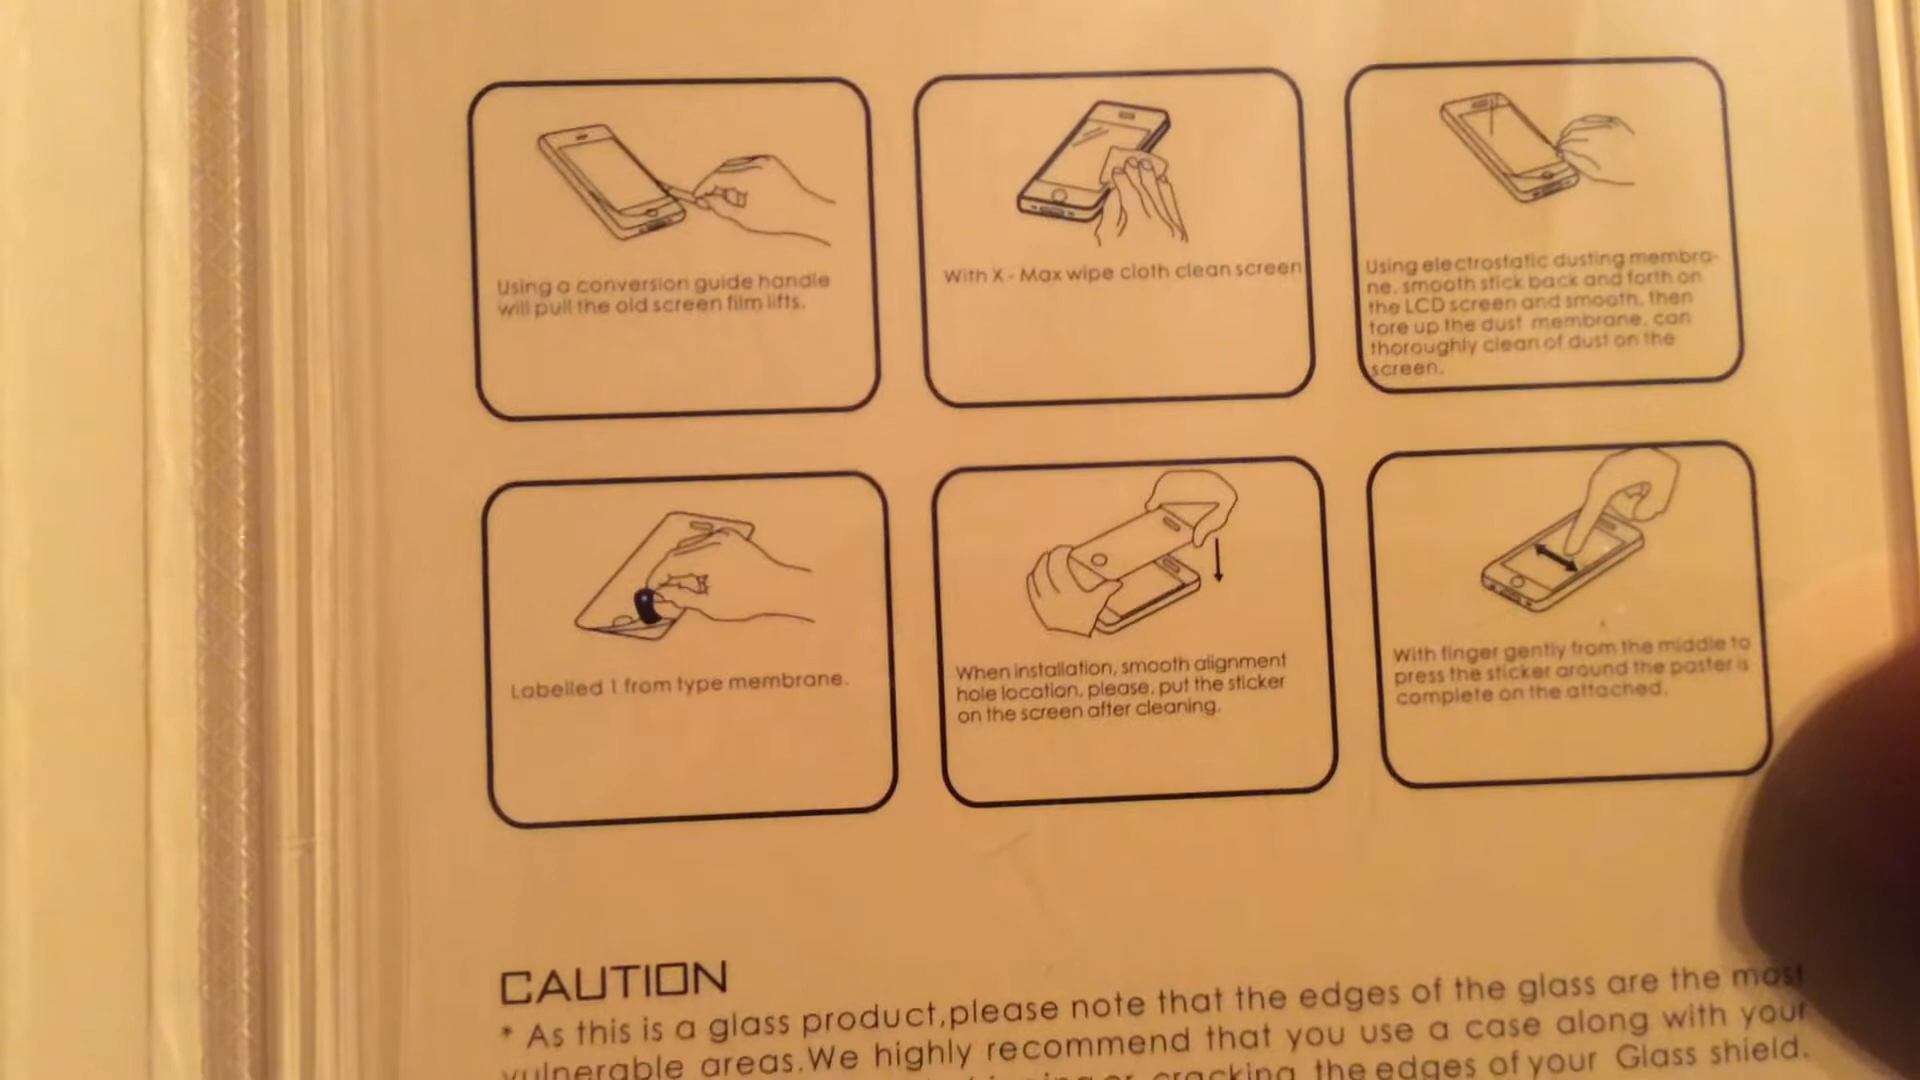 Using a conversion guide handle
will pull the old screen film lifts.
With X - Max wipe cloth clean screen
Using electrostatic dusting membra-
ne, smooth stick back and forth on
the LCD screen and smooth, then
tore up the dust membrane, can
thoroughly clean of dust on the
screen.
Labelled 1 from type membrane.
When installation, smooth alignment
hole location, please, put the sticker
on the screen after cleaning.
With finger gently from the middle to
press the sticker around the paster is
complete on the attached.
CAUTION
* As this is a glass product,please note that the edges of the glass are the most
vulnerable areas.We highly recommend that you use a case along with your
cracking the edges of your Glass shield.